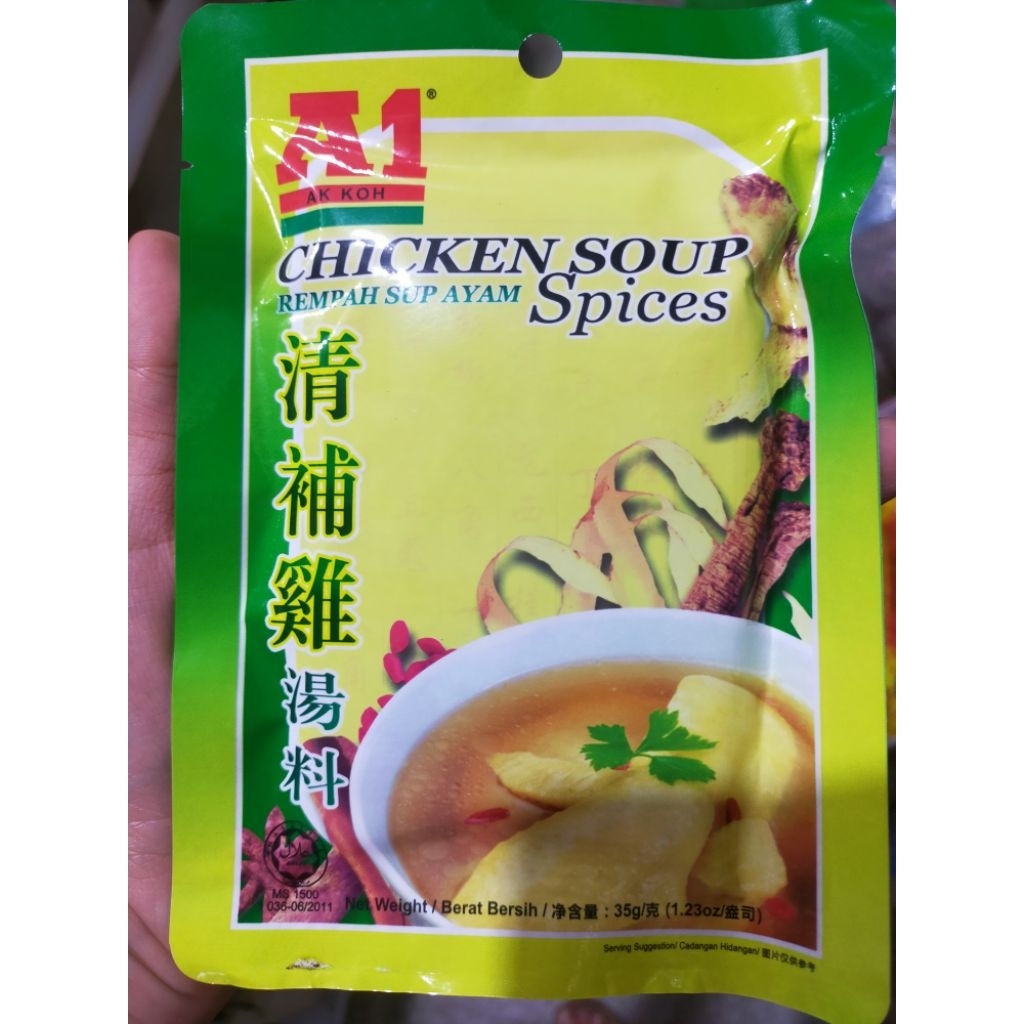 A1®
AK KOH
CHICKEN SOUP
REMPAH SUP AYAM Spices
清補雞湯料
حلال
MS 1500
1 036-06/2011
Net Weight / Berat Bersih / 净含量 : 35g/克 (1.23oz/盎司)
Serving Suggestion/ Cadangan Hidangan/ 图片仅供参考